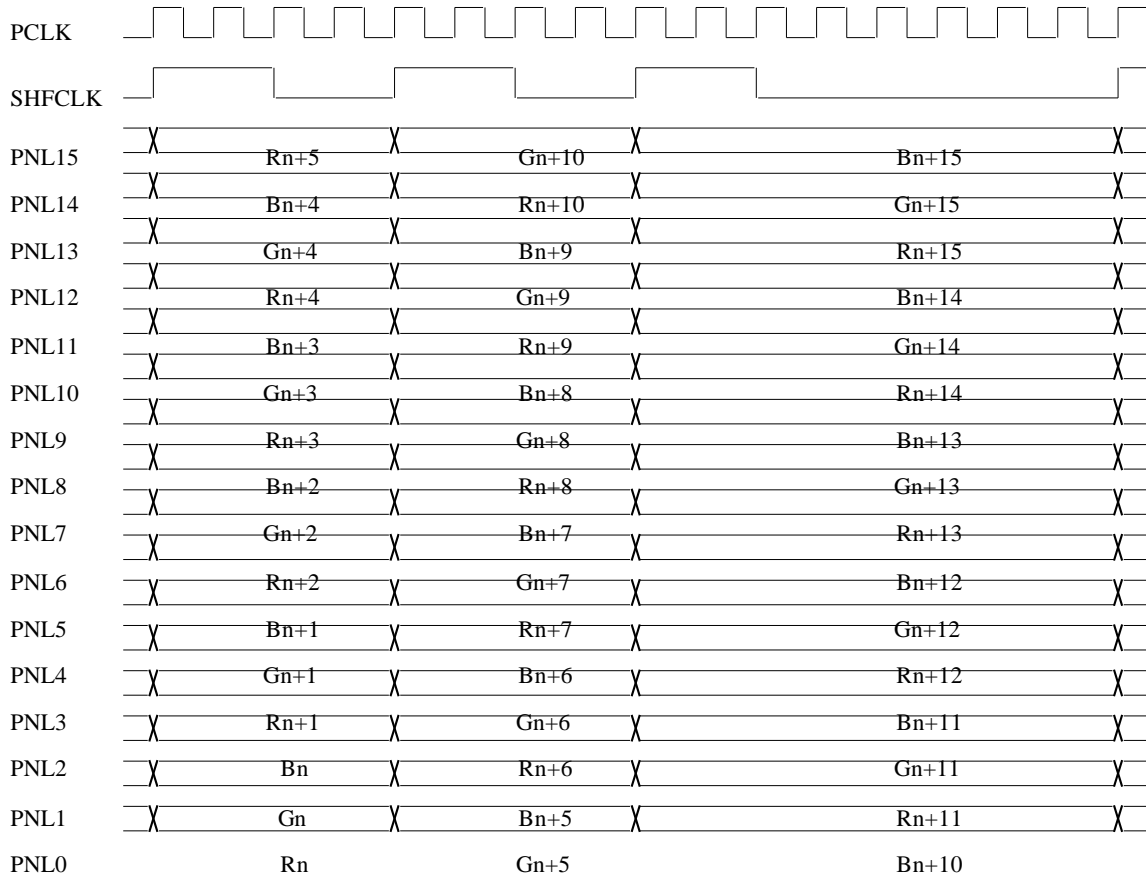 PCLK
SHFCLK
PNL15 Rn+5 Gn+10 Bn+15
PNL14 Bn+4 Rn+10 Gn+15
PNL13 Gn+4 Bn+9 Rn+15
PNL12 Rn+4 Gn+9 Bn+14
PNL11 Bn+3 Rn+9 Gn+14
PNL10 Gn+3 Bn+8 Rn+14
PNL9 Rn+3 Gn+8 Bn+13
PNL8 Bn+2 Rn+8 Gn+13
PNL7 Gn+2 Bn+7 Rn+13
PNL6 Rn+2 Gn+7 Bn+12
PNL5 Bn+1 Rn+7 Gn+12
PNL4 Gn+1 Bn+6 Rn+12
PNL3 Rn+1 Gn+6 Bn+11
PNL2 Bn Rn+6 Gn+11
PNL1 Gn Bn+5 Rn+11
PNL0 Rn Gn+5 Bn+10